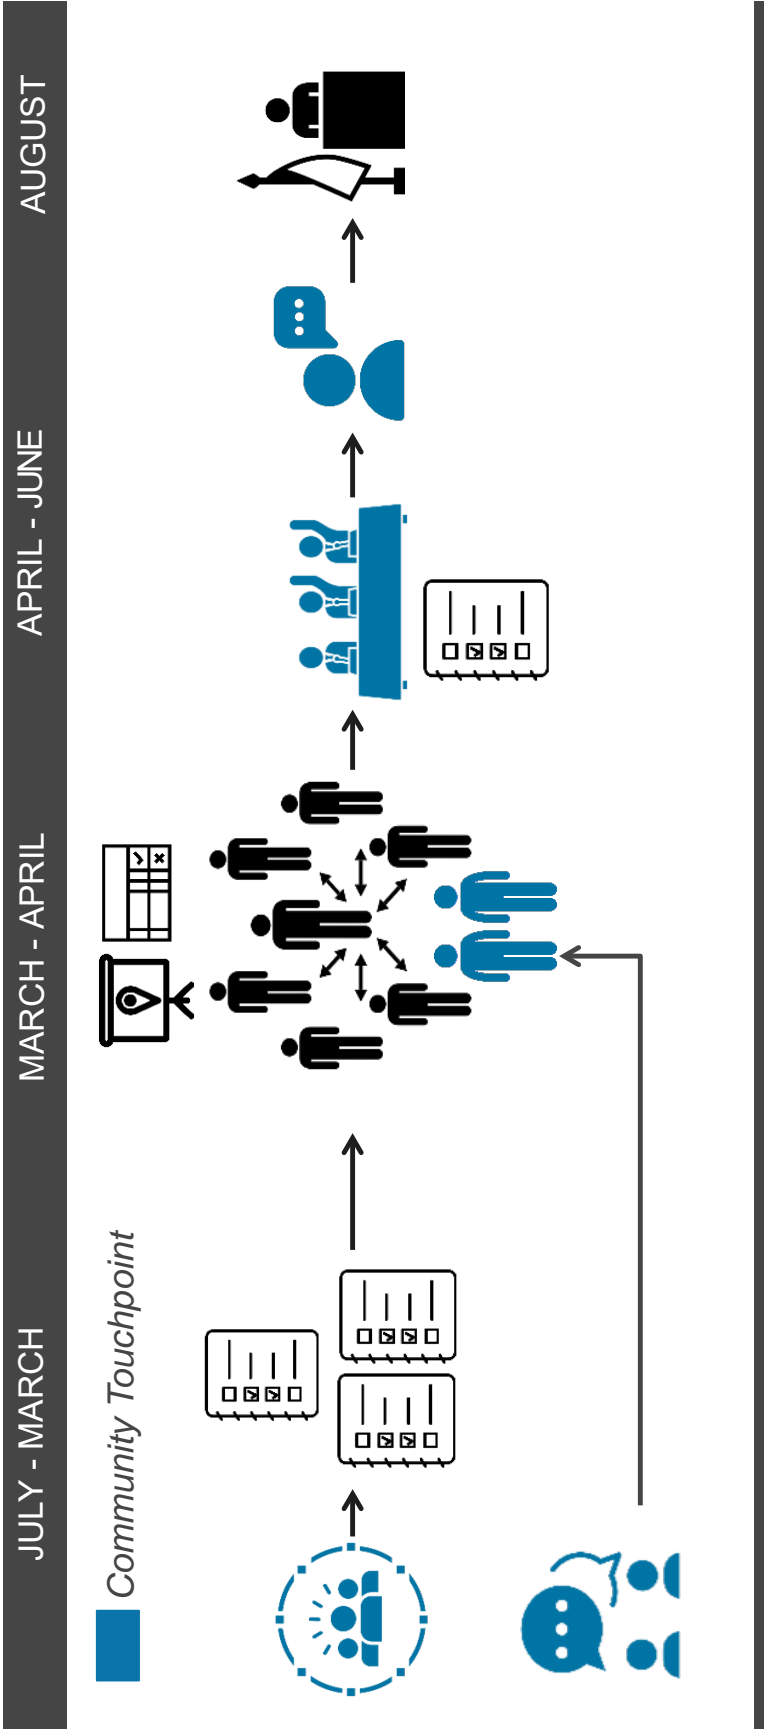 JULY - MARCH
MARCH - APRIL
APRIL - JUNE
AUGUST
Community Touchpoint